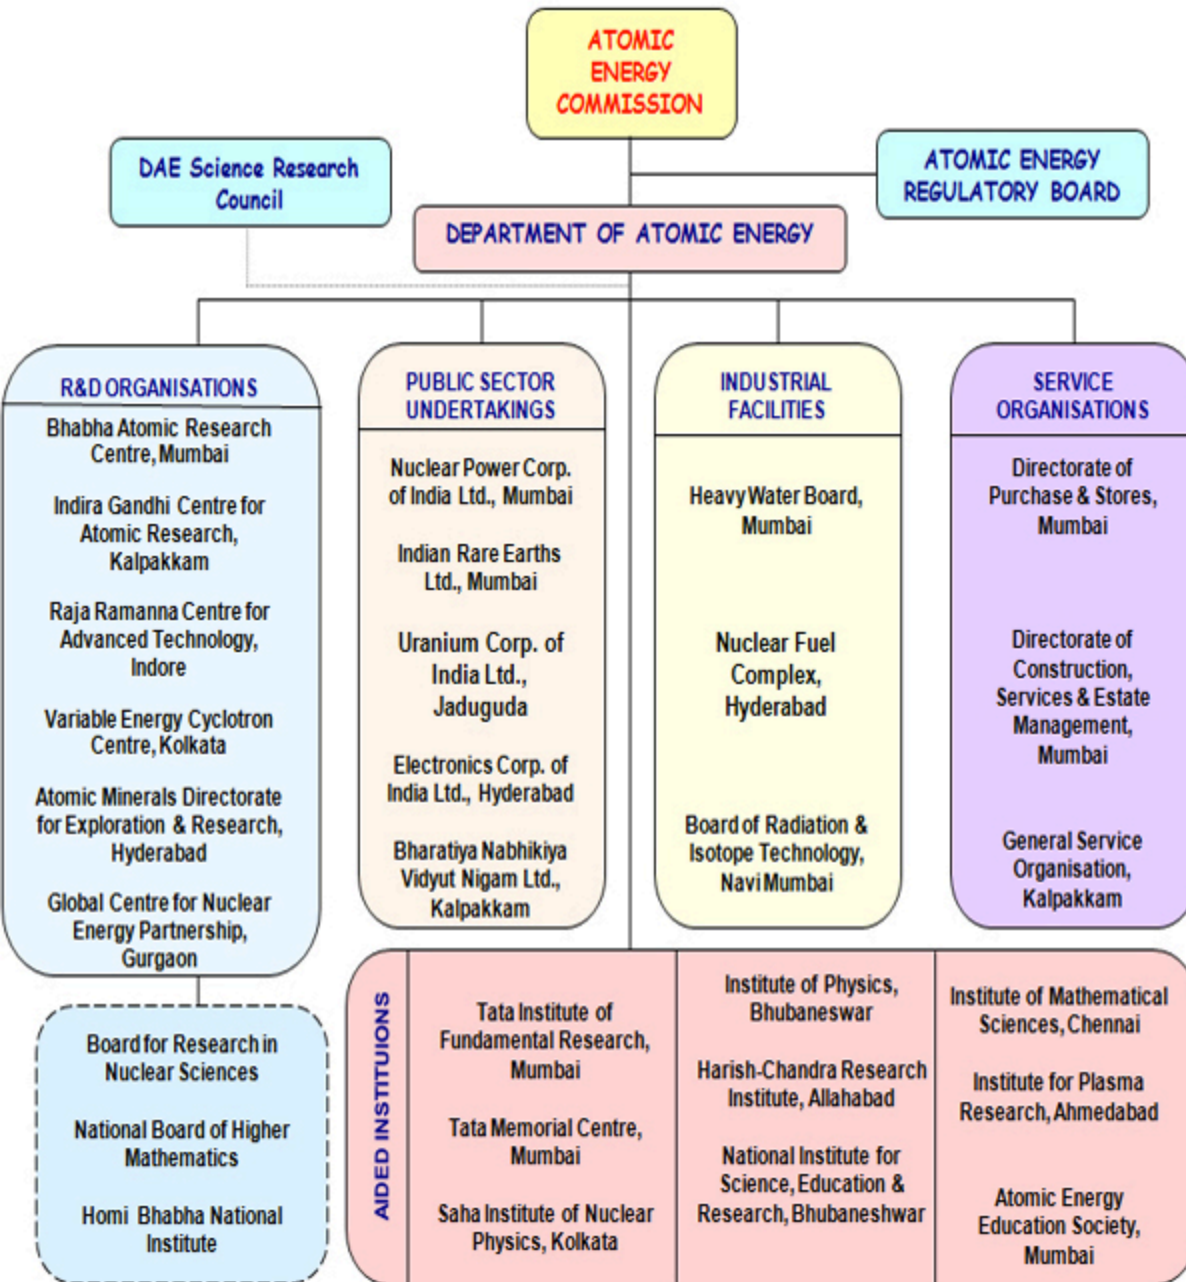 ATOMIC
ENERGY
COMMISSION
DAE Science Research
Council
ATOMIC ENERGY
REGULATORY BOARD
DEPARTMENT OF ATOMIC ENERGY
R&D ORGANISATIONS
Bhabha Atomic Research
Centre, Mumbai
Indira Gandhi Centre for
Atomic Research,
Kalpakkam
Raja Ramanna Centre for
Advanced Technology,
Indore
Variable Energy Cyclotron
Centre, Kolkata
Atomic Minerals Directorate
for Exploration & Research,
Hyderabad
Global Centre for Nuclear
Energy Partnership,
Gurgaon
PUBLIC SECTOR
UNDERTAKINGS
Nuclear Power Corp.
of India Ltd., Mumbai
Indian Rare Earths
Ltd., Mumbai
Uranium Corp. of
India Ltd.,
Jaduguda
Electronics Corp. of
India Ltd., Hyderabad
Bharatiya Nabhikiya
Vidyut Nigam Ltd.,
Kalpakkam
INDUSTRIAL
FACILITIES
Heavy Water Board,
Mumbai
Nuclear Fuel
Complex,
Hyderabad
Board of Radiation &
Isotope Technology,
Navi Mumbai
SERVICE
ORGANISATIONS
Directorate of
Purchase & Stores,
Mumbai
Directorate of
Construction,
Services & Estate
Management,
Mumbai
General Service
Organisation,
Kalpakkam
Board for Research in
Nuclear Sciences
National Board of Higher
Mathematics
Homi Bhabha National
Institute
AIDED INSTITUIONS
Tata Institute of
Fundamental Research,
Mumbai
Tata Memorial Centre,
Mumbai
Saha Institute of Nuclear
Physics, Kolkata
Institute of Physics,
Bhubaneswar
Harish-Chandra Research
Institute, Allahabad
National Institute for
Science, Education &
Research, Bhubaneshwar
Institute of Mathematical
Sciences, Chennai
Institute for Plasma
Research, Ahmedabad
Atomic Energy
Education Society,
Mumbai